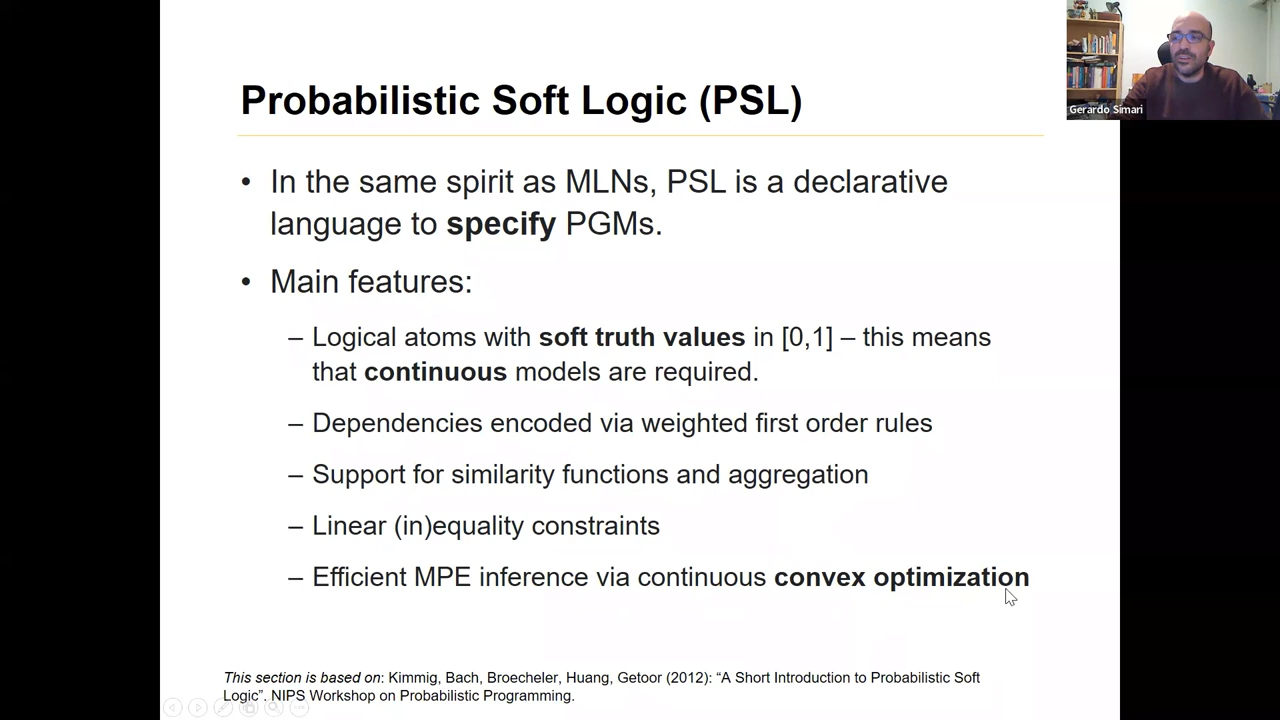 Probabilistic Soft Logic (PSL)
Gerardo Simari
• In the same spirit as MLNs, PSL is a declarative
language to specify PGMs.
• Main features:
– Logical atoms with soft truth values in [0,1] – this means
that continuous models are required.
– Dependencies encoded via weighted first order rules
– Support for similarity functions and aggregation
– Linear (in)equality constraints
– Efficient MPE inference via continuous convex optimization
This section is based on: Kimmig, Bach, Broecheler, Huang, Getoor (2012): “A Short Introduction to Probabilistic Soft
Logic”. NIPS Workshop on Probabilistic Programming.